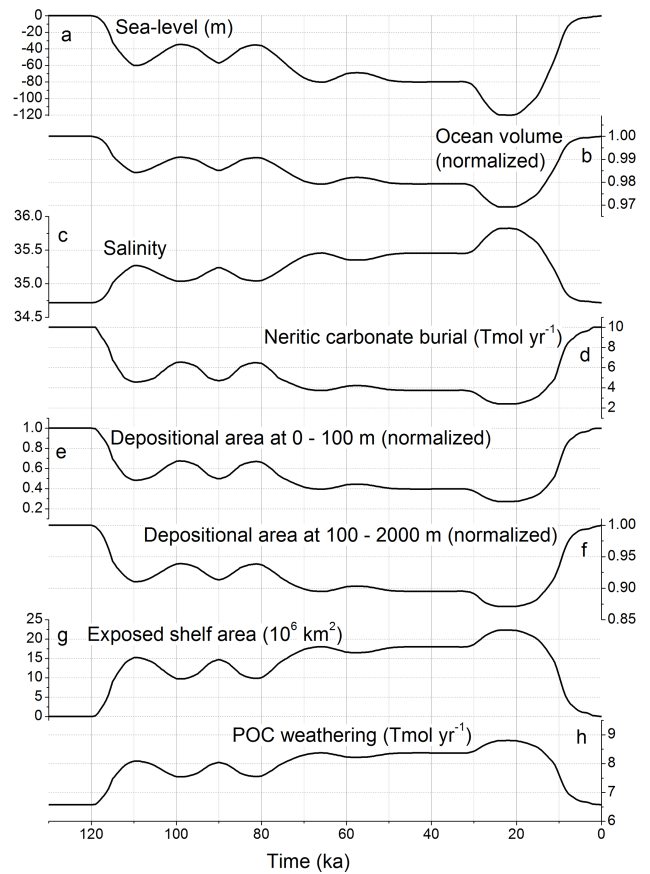 0
-20
-40
-60
-80
-100
-120
a
Sea-level (m)
1.00
0.99
0.98
0.97
Ocean volume
(normalized)
b
36.0
35.5
35.0
34.5
c
Salinity
10
8
6
4
2
Neritic carbonate burial (Tmol yr⁻¹)
d
1.0
0.8
0.6
0.4
0.2
e
Depositional area at 0 - 100 m (normalized)
1.00
0.95
0.90
0.85
Depositional area at 100 - 2000 m (normalized)
f
25
20
15
10
5
0
g
Exposed shelf area (10⁶ km²)
9
8
7
6
POC weathering (Tmol yr⁻¹)
h
120 100 80 60 40 20 0
Time (ka)